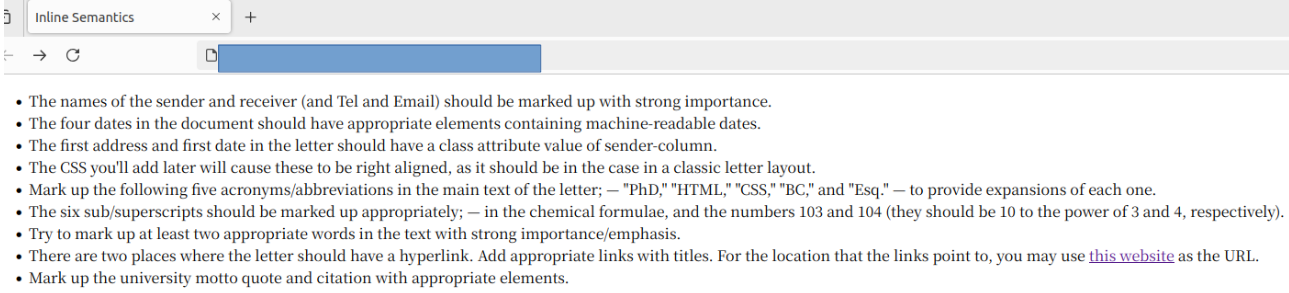 Inline Semantics
• The names of the sender and receiver (and Tel and Email) should be marked up with strong importance.
• The four dates in the document should have appropriate elements containing machine-readable dates.
• The first address and first date in the letter should have a class attribute value of sender-column.
• The CSS you'll add later will cause these to be right aligned, as it should be in the case in a classic letter layout.
• Mark up the following five acronyms/abbreviations in the main text of the letter; — "PhD," "HTML," "CSS," "BC," and "Esq." — to provide expansions of each one.
• The six sub/superscripts should be marked up appropriately; — in the chemical formulae, and the numbers 103 and 104 (they should be 10 to the power of 3 and 4, respectively).
• Try to mark up at least two appropriate words in the text with strong importance/emphasis.
• There are two places where the letter should have a hyperlink. Add appropriate links with titles. For the location that the links point to, you may use this website as the URL.
• Mark up the university motto quote and citation with appropriate elements.